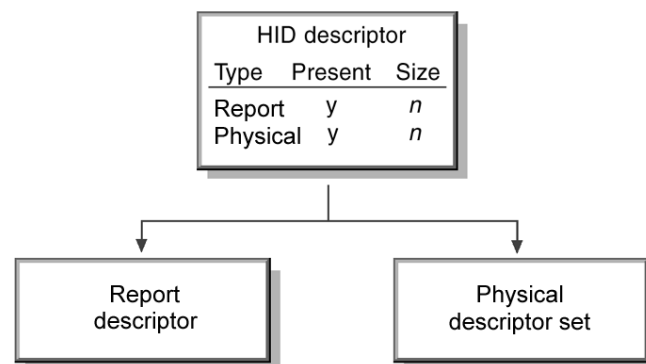 HID descriptor
Type Present Size
Report y n
Physical y n
Report
descriptor
Physical
descriptor set